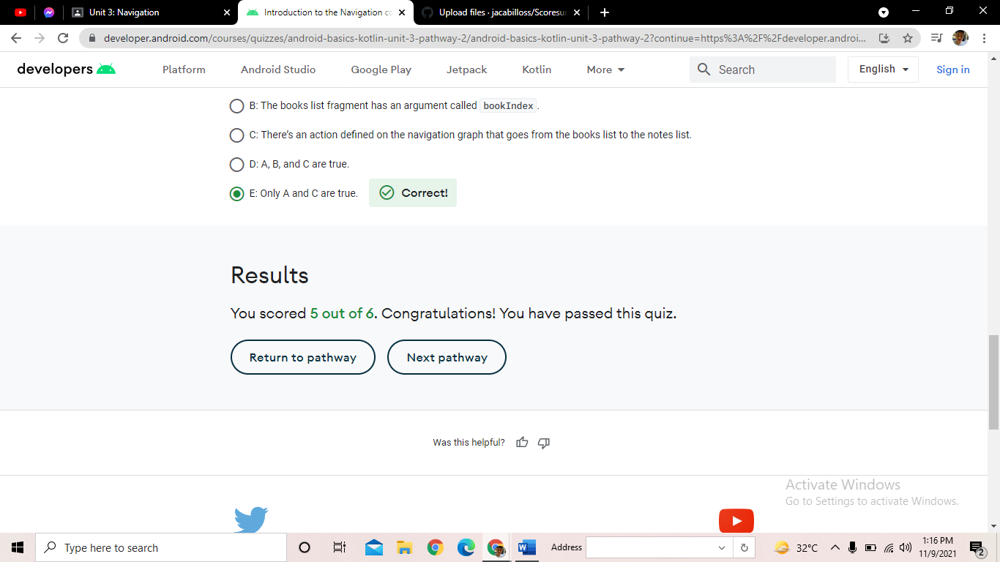 Unit 3: Navigation
Introduction to the Navigation co
Upload files · jacabilloss/Scoresu
developer.android.com/courses/quizzes/android-basics-kotlin-unit-3-pathway-2/android-basics-kotlin-unit-3-pathway-2?continue=https%3A%2F%2Fdeveloper.androi...
developers
Platform
Android Studio
Google Play
Jetpack
Kotlin
More
Search
English
Sign in
B: The books list fragment has an argument called bookIndex.
C: There’s an action defined on the navigation graph that goes from the books list to the notes list.
D: A, B, and C are true.
E: Only A and C are true.
Correct!
Results
You scored 5 out of 6. Congratulations! You have passed this quiz.
Return to pathway
Next pathway
Was this helpful?
Activate Windows
Go to Settings to activate Windows.
Type here to search
Address
32°C
1:16 PM
11/9/2021
2